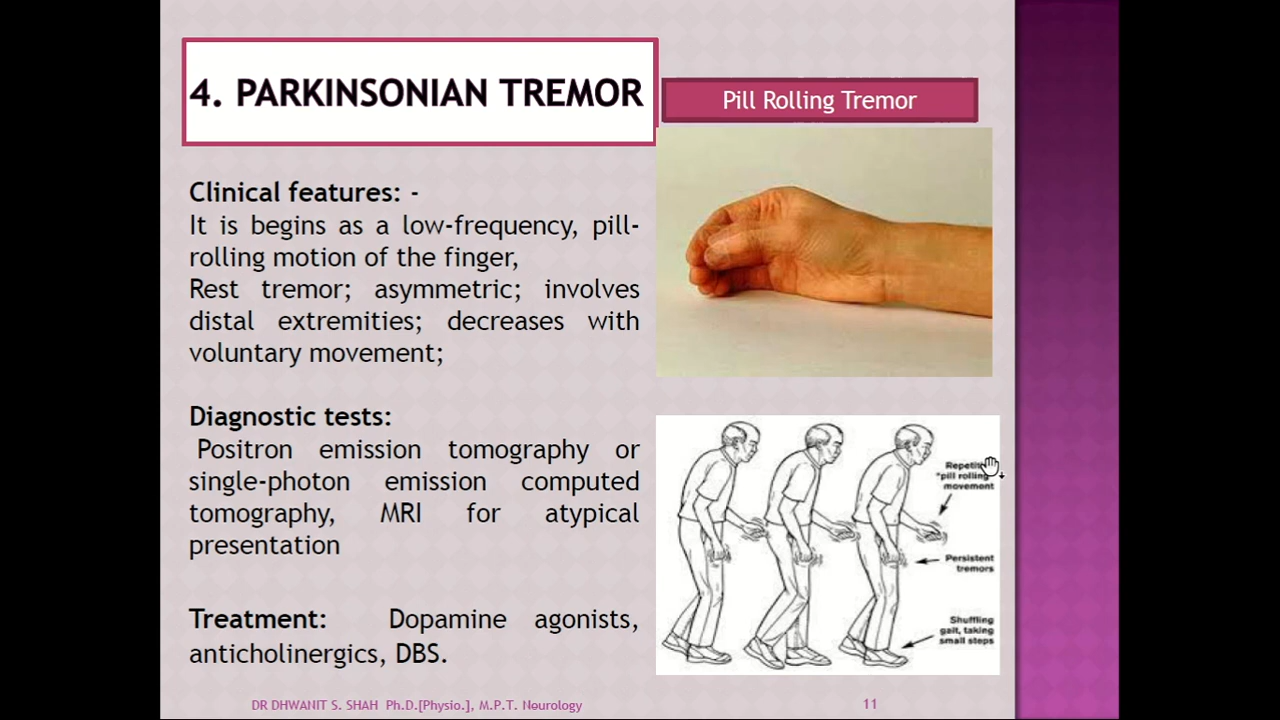 4. PARKINSONIAN TREMOR
Pill Rolling Tremor
Clinical features: -
It is begins as a low-frequency, pill-
rolling motion of the finger,
Rest tremor; asymmetric; involves
distal extremities; decreases with
voluntary movement;
Diagnostic tests:
Positron emission tomography or
single-photon emission computed
tomography, MRI for atypical
presentation
Treatment: Dopamine agonists,
anticholinergics, DBS.
"pill rolling"
movement
Persistent
tremors
Shuffling
gait, taking
small steps
DR DHWANIT S. SHAH Ph.D.[Physio.], M.P.T. Neurology
11